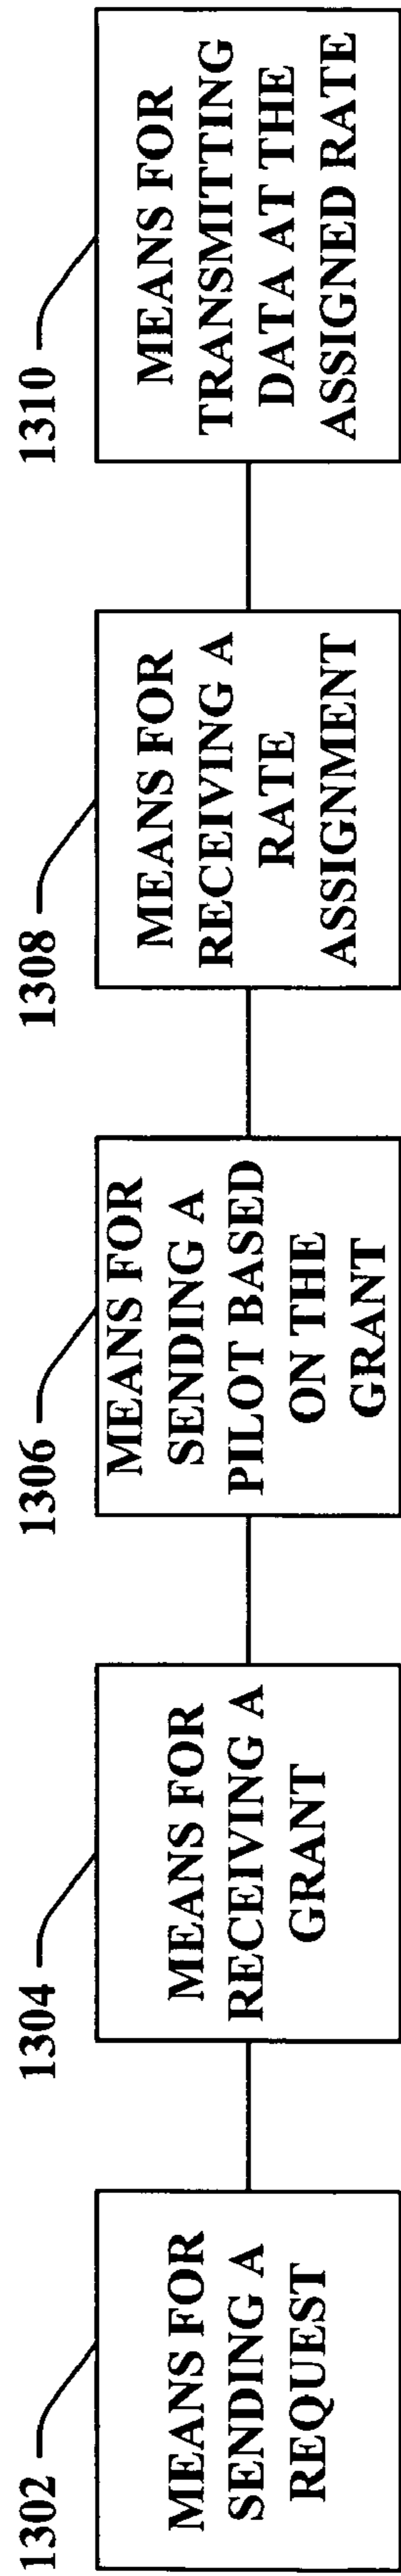 1302
MEANS FOR
SENDING A
REQUEST
1304
MEANS FOR
RECEIVING A
GRANT
1306
MEANS FOR
SENDING A
PILOT BASED
ON THE
GRANT
1308
MEANS FOR
RECEIVING A
RATE
ASSIGNMENT
1310
MEANS FOR
TRANSMITTING
DATA AT THE
ASSIGNED RATE